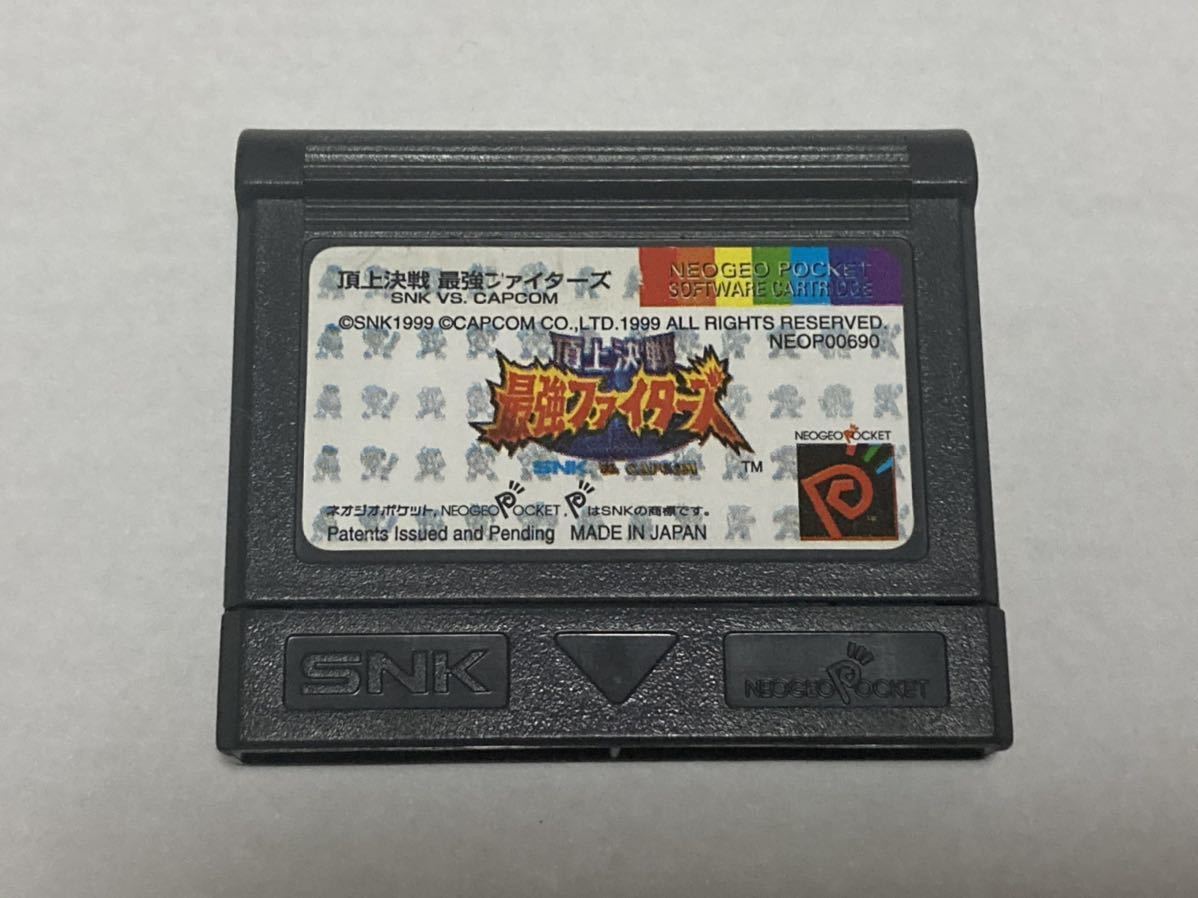 頂上決戦 最強ファイターズ
SNK VS. CAPCOM
NEOGEO POCKET
SOFTWARE CARTRIDGE
©SNK1999 ©CAPCOM CO.,LTD.1999 ALL RIGHTS RESERVED.
NEOP00690
頂上決戦
最強ファイターズ
SNK VS. CAPCOM
TM
NEOGEO POCKET
ネオジオポケット, NEOGEO POCKET, PはSNKの商標です。
Patents Issued and Pending MADE IN JAPAN
SNK
NEOGEO POCKET